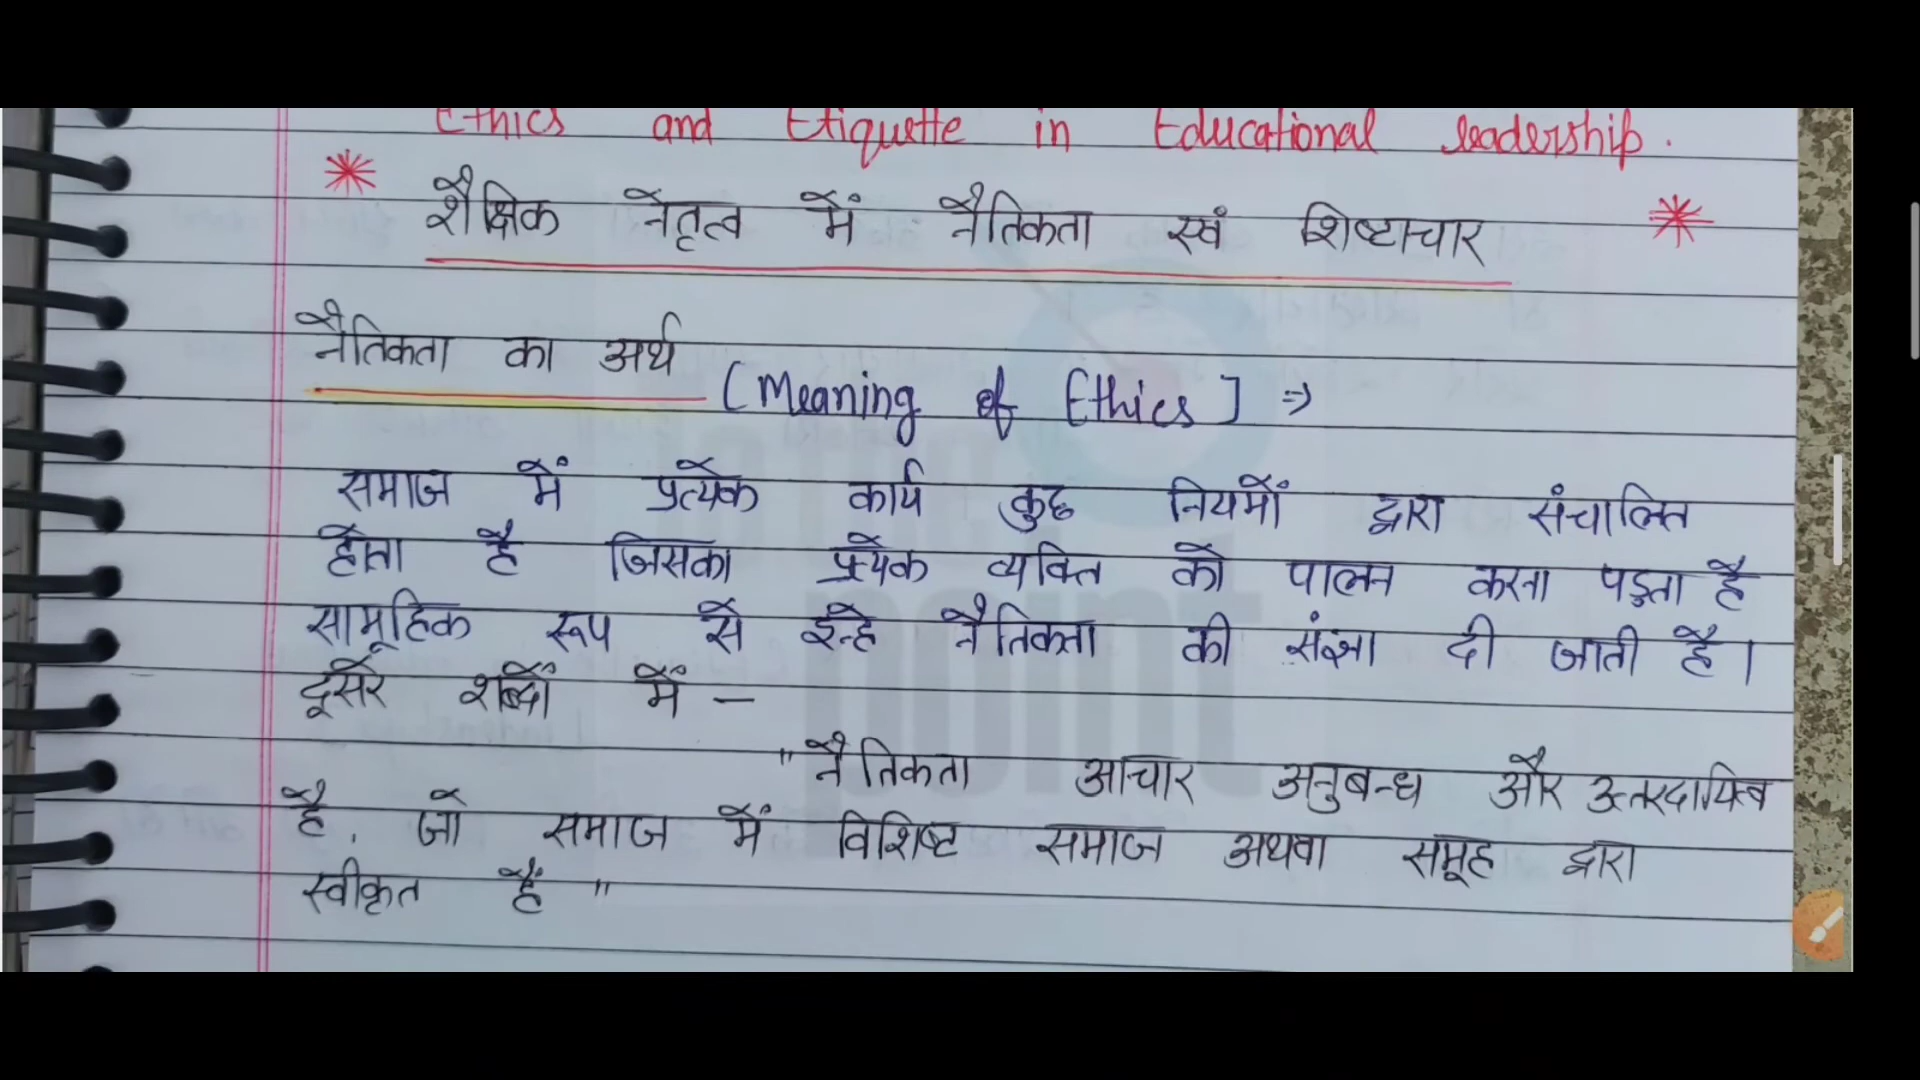 Ethics and Etiquette in Educational leadership.
शैक्षिक नेतृत्व में नैतिकता एवं शिष्टाचार
नैतिकता का अर्थ
[Meaning of Ethics] ⇒
समाज में प्रत्येक कार्य कुछ नियमों द्वारा संचालित
होता है जिसका प्रत्येक व्यक्ति को पालन करना पड़ता है
सामूहिक रूप से इन्हे नैतिकता की संज्ञा दी जाती है।
दूसरे शब्दों में –
"नैतिकता आचार अनुबन्ध और उत्तरदायित्व
है, जो समाज में विशिष्ट समाज अथवा समूह द्वारा
स्वीकृत हैं"
point